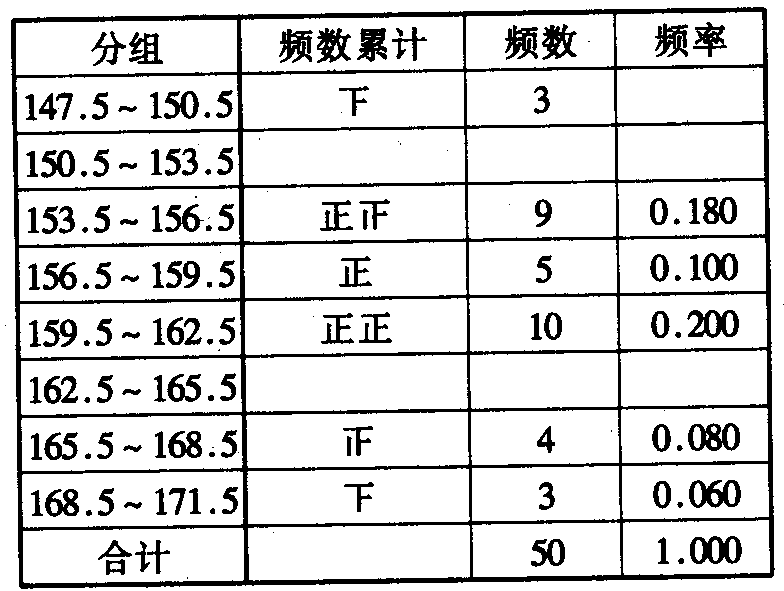 分组 频数累计 频数 频率
147.5~150.5 下 3
150.5~153.5
153.5~156.5 正正 9 0.180
156.5~159.5 正 5 0.100
159.5~162.5 正正 10 0.200
162.5~165.5
165.5~168.5 正 4 0.080
168.5~171.5 下 3 0.060
合计 50 1.000